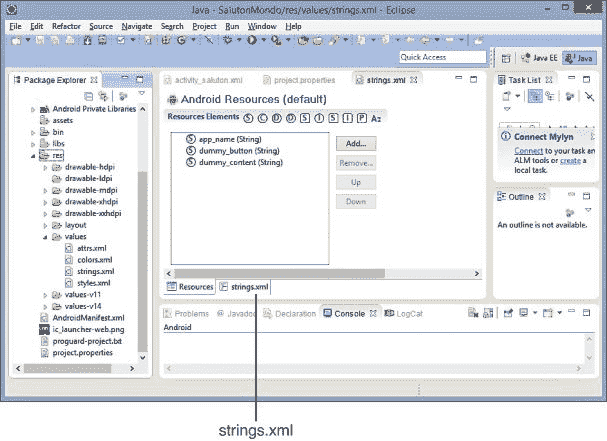 Java - SalutonMondo/res/values/strings.xml - Eclipse
File Edit Refactor Source Navigate Search Project Run Window Help
Quick Access
Java EE Java
Package Explorer
Android Private Libraries
assets
bin
libs
res
drawable-hdpi
drawable-ldpi
drawable-mdpi
drawable-xhdpi
drawable-xxhdpi
layout
values
attrs.xml
colors.xml
strings.xml
styles.xml
values-v11
values-v14
AndroidManifest.xml
ic_launcher-web.png
proguard-project.txt
project.properties
activity_saluton.xml project.properties strings.xml
Android Resources (default)
Resources Elements S C D D S I S I P Az
S app_name (String)
S dummy_button (String)
S dummy_content (String)
Add...
Remove...
Up
Down
Resources strings.xml
Task List
Connect Mylyn
Connect to your task an
ALM tools or create a
local task.
Outline
An outline is not available.
Problems @ Javadoc Declaration Console LogCat
Android
strings.xml